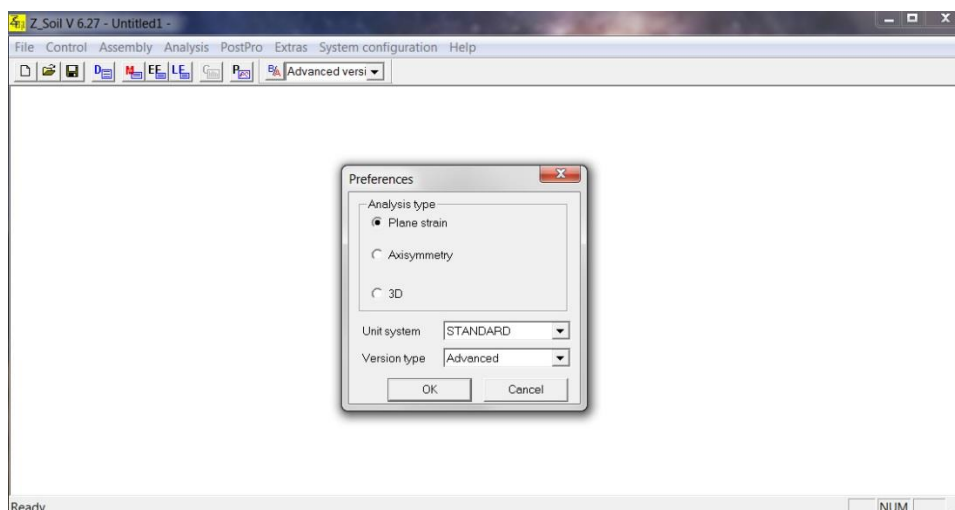 Z_Soil V 6.27 - Untitled1 -
File Control Assembly Analysis PostPro Extras System configuration Help
Advanced versi
Preferences
Analysis type
Plane strain
Axisymmetry
3D
Unit system STANDARD
Version type Advanced
OK Cancel
Ready NUM